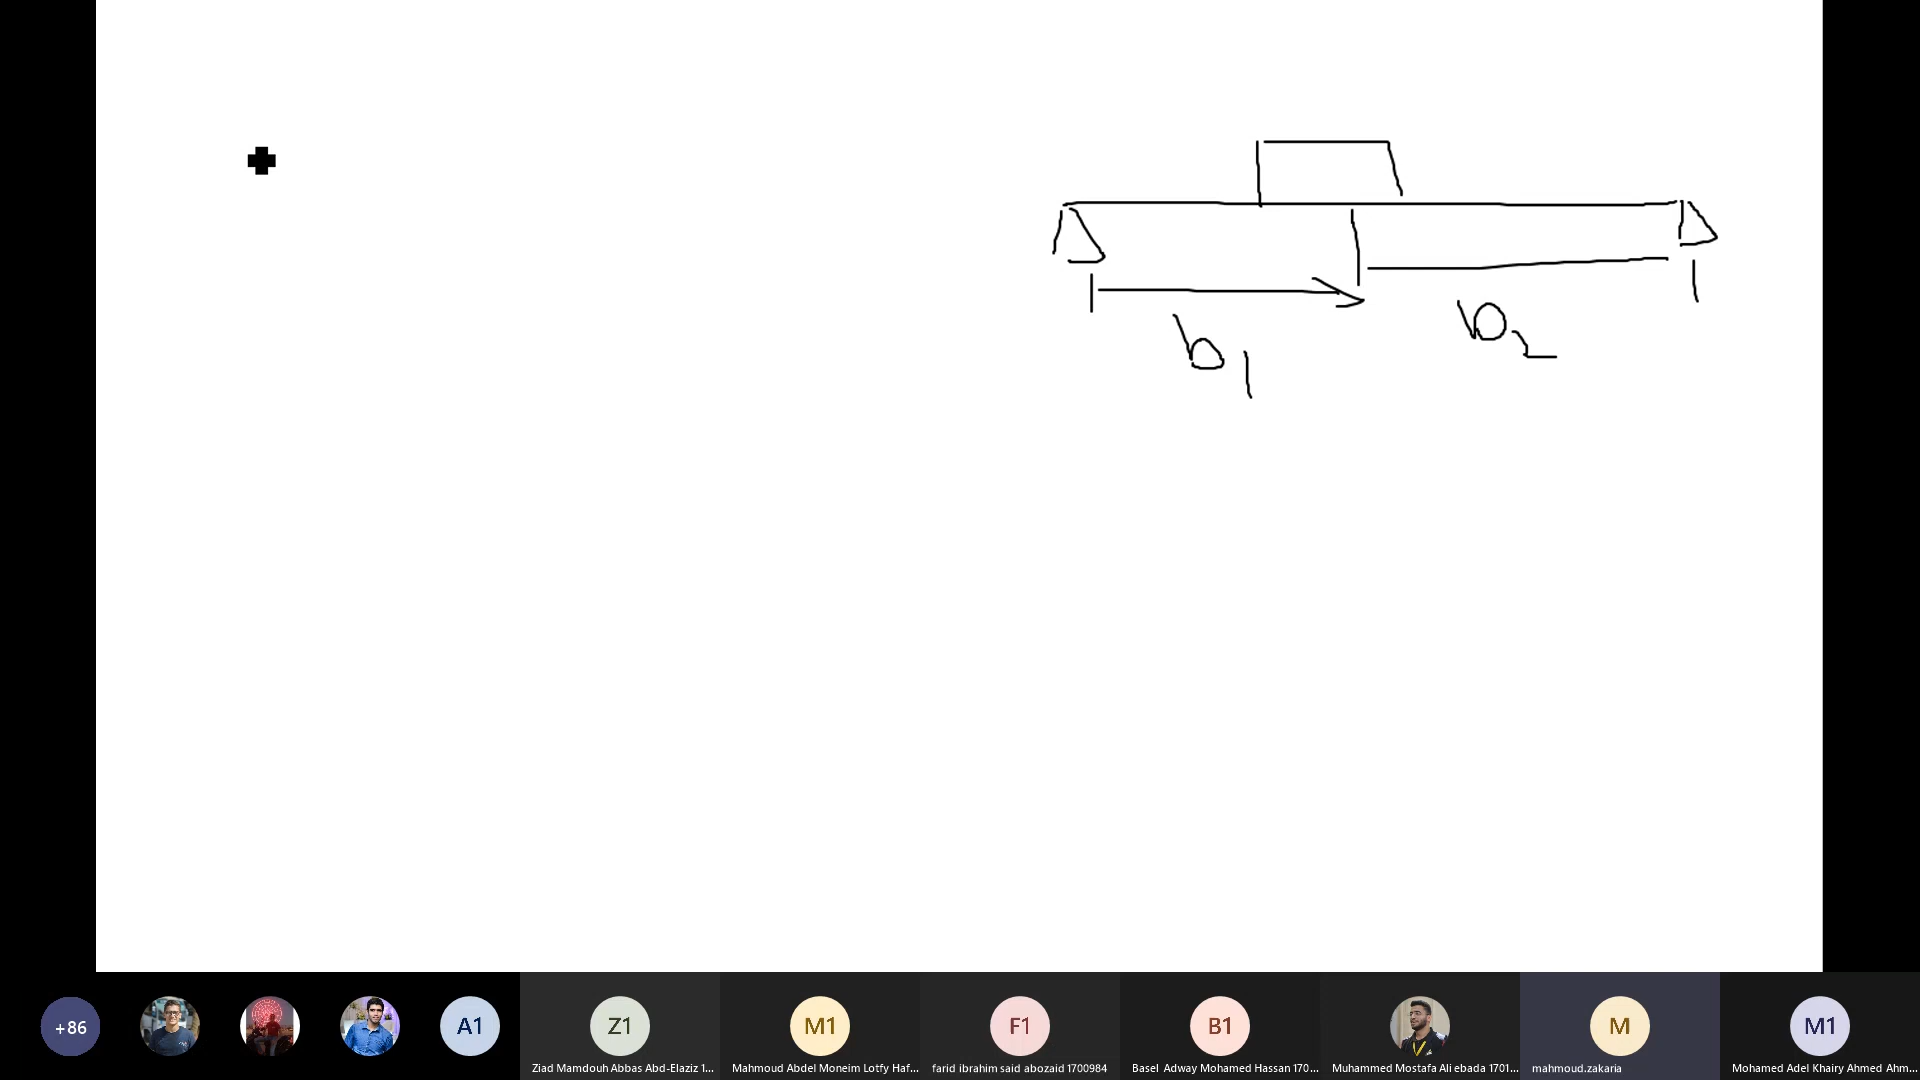 b1
b2
+86
A1
Z1
M1
F1
B1
M
M1
Ziad Mamdouh Abbas Abd-Elaziz 1...
Mahmoud Abdel Moneim Lotfy Haf...
farid ibrahim said abozaid 1700984
Basel Adway Mohamed Hassan 170...
Muhammed Mostafa Ali ebada 1701...
mahmoud.zakaria
Mohamed Adel Khairy Ahmed Ahm...